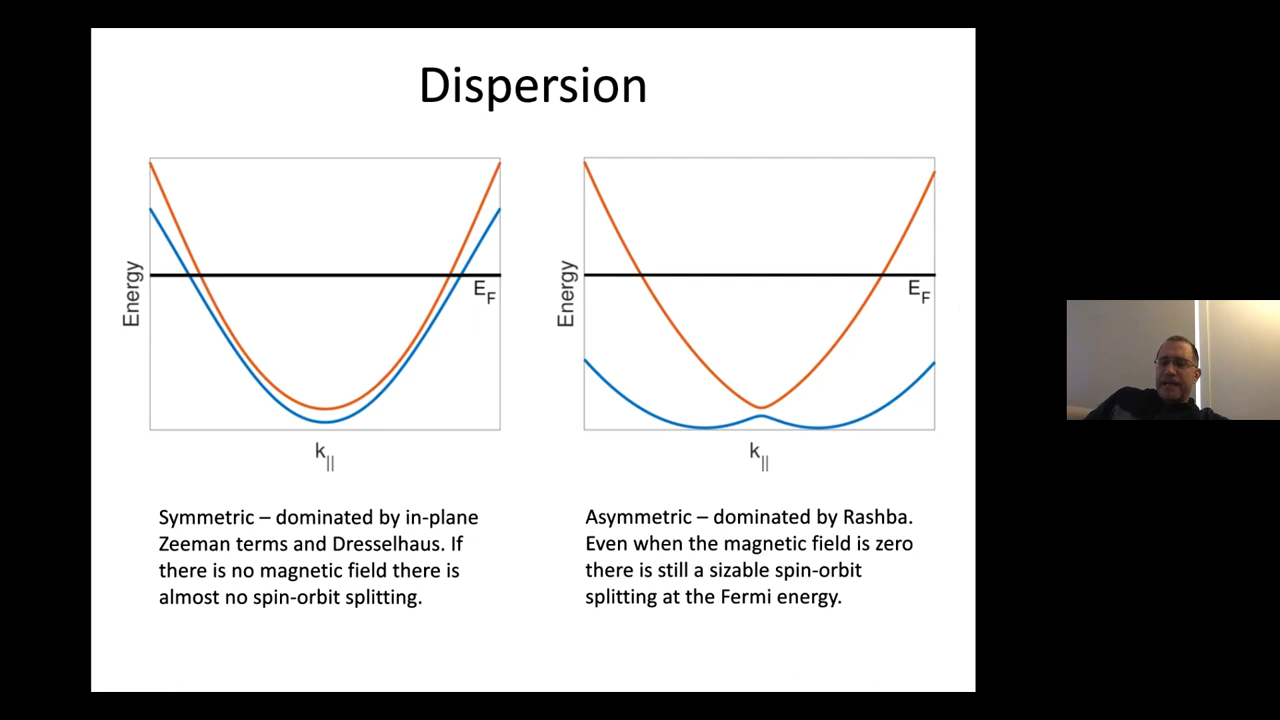 Dispersion
Energy
E_F
k_||
Energy
E_F
k_||
Symmetric – dominated by in-plane
Zeeman terms and Dresselhaus. If
there is no magnetic field there is
almost no spin-orbit splitting.
Asymmetric – dominated by Rashba.
Even when the magnetic field is zero
there is still a sizable spin-orbit
splitting at the Fermi energy.